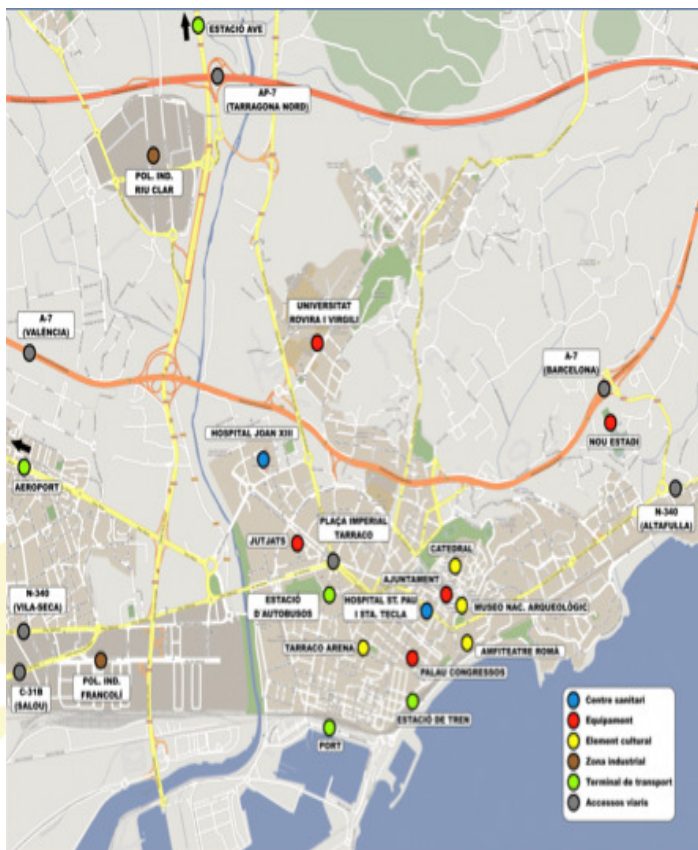 ESTACIÓ AVE
AP-7
(TARRAGONA NORD)
POL. IND.
RIU CLAR
UNIVERSITAT
ROVIRA I VIRGILI
A-7
(VALÈNCIA)
A-7
(BARCELONA)
NOU ESTADI
HOSPITAL JOAN XIII
AEROPORT
N-340
(ALTAFULLA)
PLAÇA IMPERIAL
TARRACO
JUTJATS
CATEDRAL
AJUNTAMENT
ESTACIÓ
D'AUTOBUSOS
HOSPITAL ST. PAU
I STA. TECLA
MUSEO NAC. ARQUEOLÒGIC
N-340
(VILA-SECA)
TARRACO ARENA
AMFITEATRE ROMÀ
POL. IND.
FRANCOLÍ
PALAU CONGRESSOS
C-31B
(SALOU)
ESTACIÓ DE TREN
PORT
Centre sanitari
Equipament
Element cultural
Zona industrial
Terminal de transport
Accessos viaris